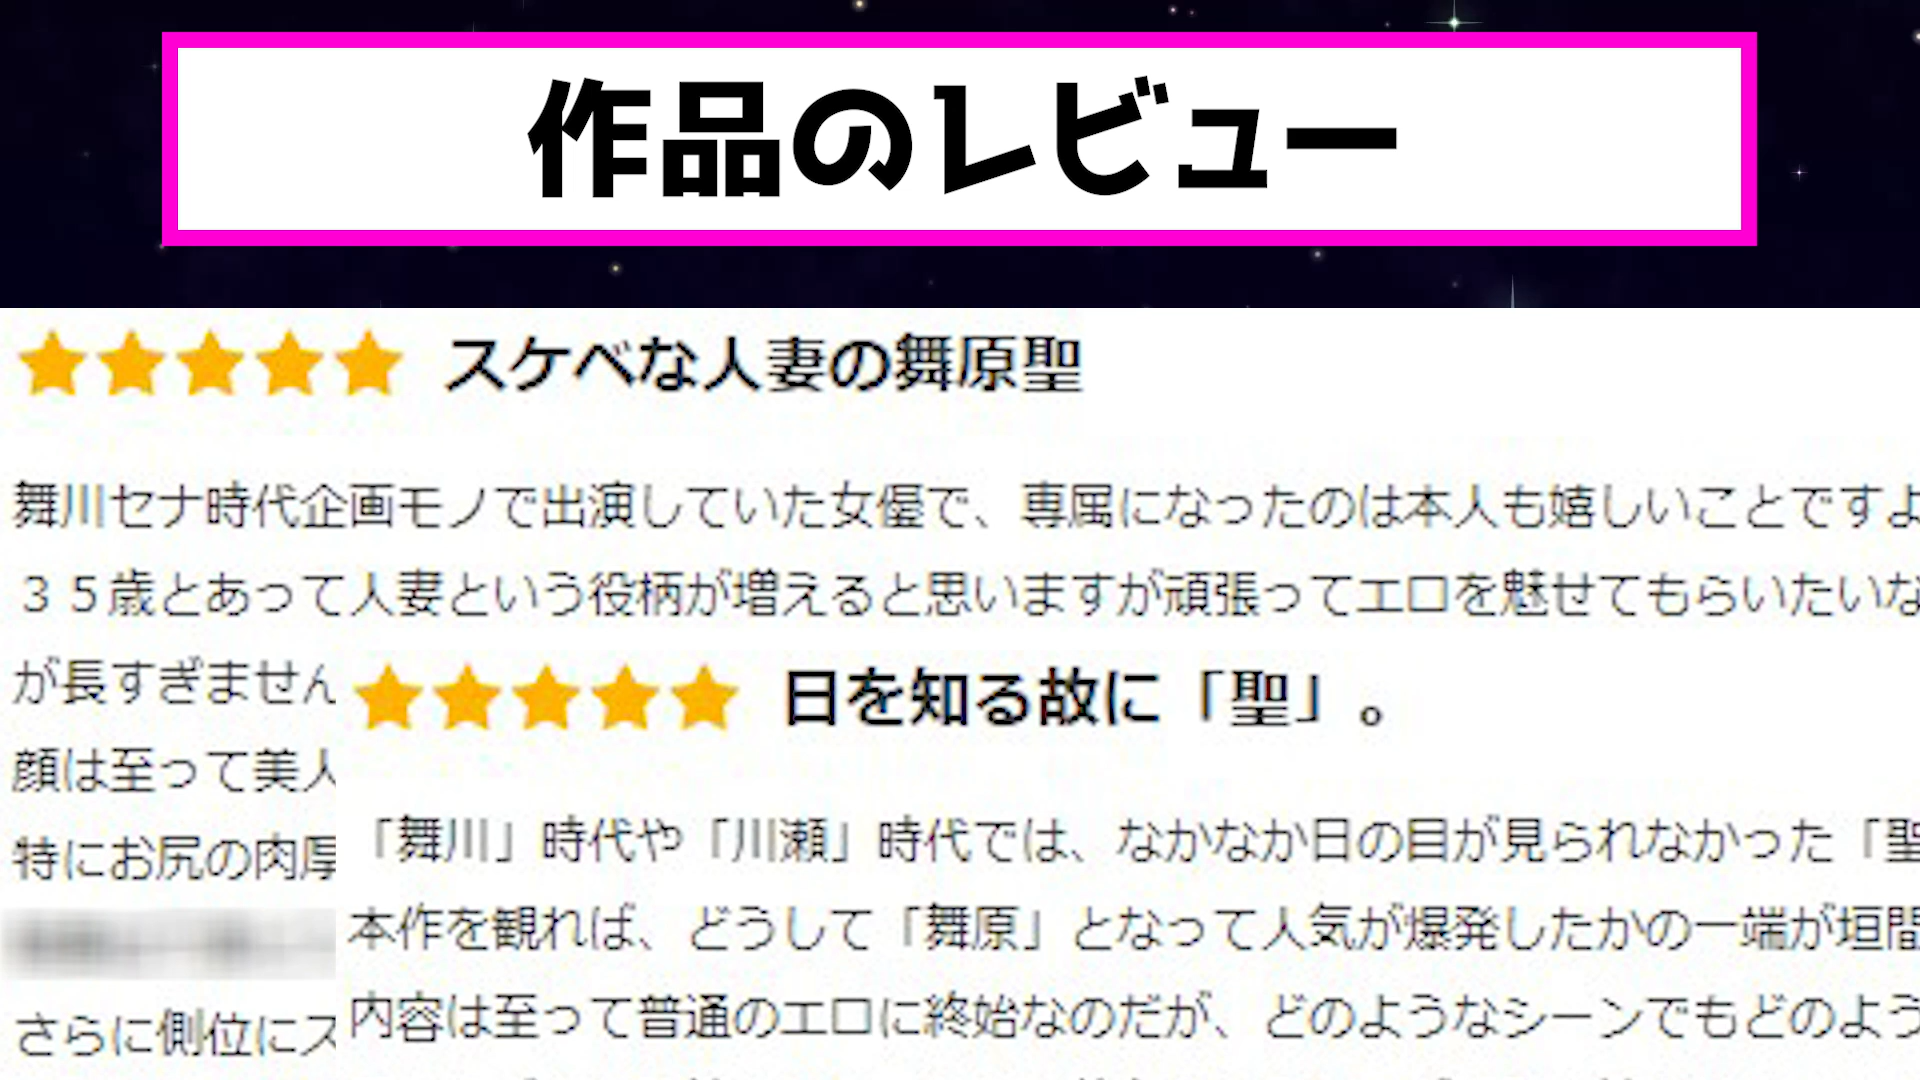 作品のレビュー
スケベな人妻の舞原聖
舞川セナ時代企画モノで出演していた女優で、専属になったのは本人も嬉しいことですよ
３５歳とあって人妻という役柄が増えると思いますが頑張ってエロを魅せてもらいたいな
が長すぎません
顔は至って美人
特にお尻の肉厚
さらに側位にス
日を知る故に「聖」。
「舞川」時代や「川瀬」時代では、なかなか日の目が見られなかった「聖
本作を観れば、どうして「舞原」となって人気が爆発したかの一端が垣間
内容は至って普通のエロに終始なのだが、どのようなシーンでもどのよう